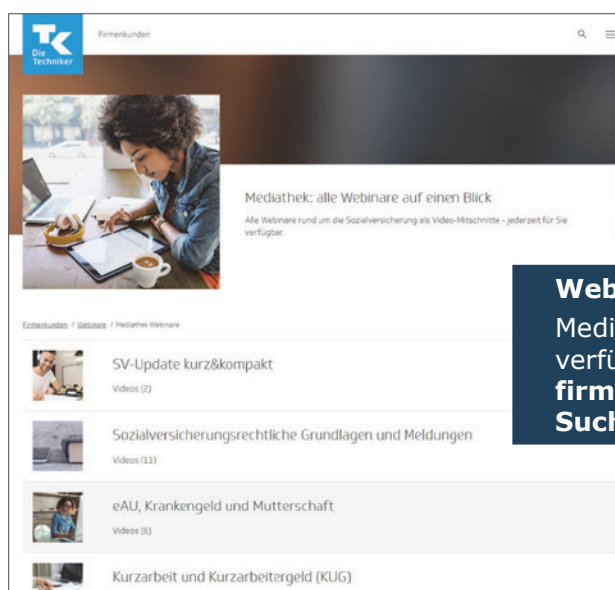 TK
Die
Techniker
Firmenkunden
Mediathek: alle Webinare auf einen Blick
Alle Webinare rund um die Sozialversicherung als Video-Mitschnitte – jederzeit für Sie
verfügbar.
Firmenkunden / Webinare / Mediathek Webinare
SV-Update kurz&kompakt
Videos (2)
Sozialversicherungsrechtliche Grundlagen und Meldungen
Videos (11)
eAU, Krankengeld und Mutterschaft
Videos (6)
Kurzarbeit und Kurzarbeitergeld (KUG)
Web
Medi
verfü
firm
Such